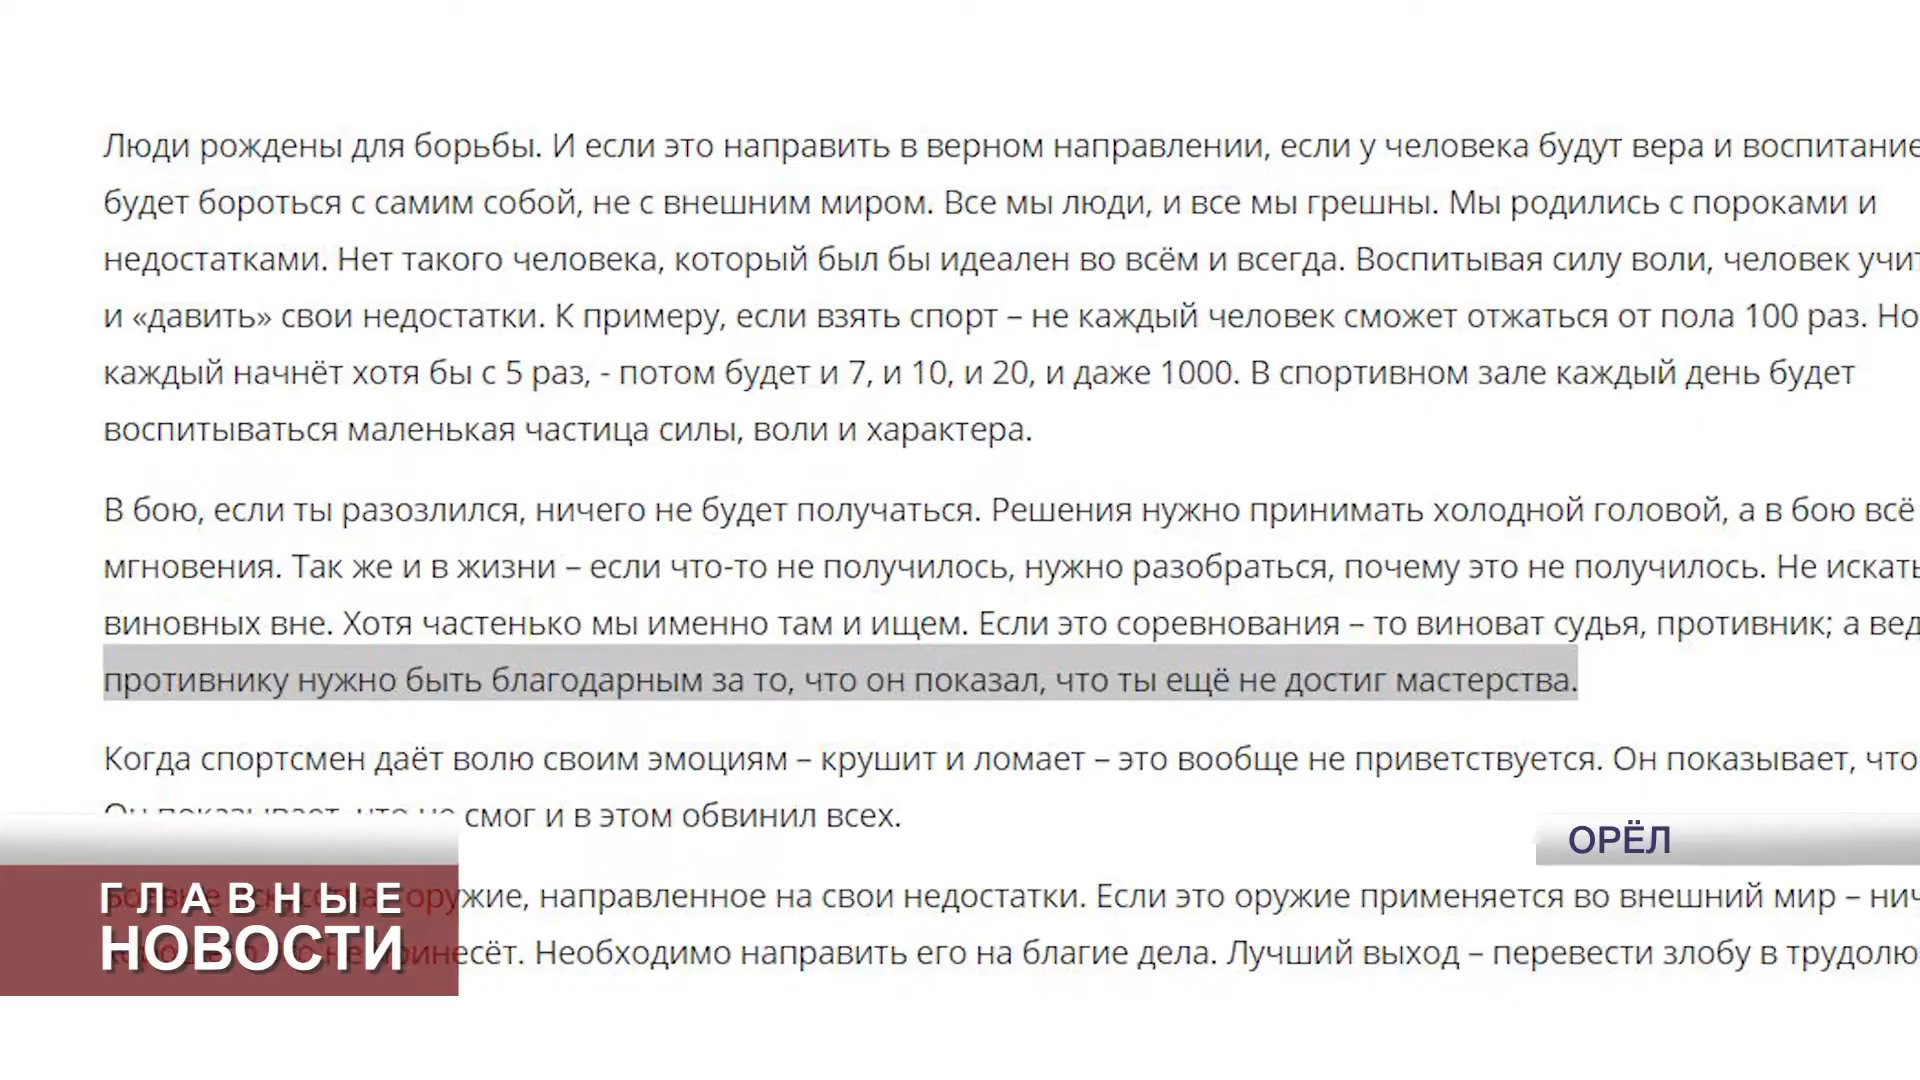 Люди рождены для борьбы. И если это направить в верном направлении, если у человека будут вера и воспитание
будет бороться с самим собой, не с внешним миром. Все мы люди, и все мы грешны. Мы родились с пороками и
недостатками. Нет такого человека, который был бы идеален во всём и всегда. Воспитывая силу воли, человек учит
и «давить» свои недостатки. К примеру, если взять спорт – не каждый человек сможет отжаться от пола 100 раз. Но
каждый начнёт хотя бы с 5 раз, - потом будет и 7, и 10, и 20, и даже 1000. В спортивном зале каждый день будет
воспитываться маленькая частица силы, воли и характера.
В бою, если ты разозлился, ничего не будет получаться. Решения нужно принимать холодной головой, а в бою всё
мгновения. Так же и в жизни – если что-то не получилось, нужно разобраться, почему это не получилось. Не искать
виновных вне. Хотя частенько мы именно там и ищем. Если это соревнования – то виноват судья, противник; а вед
противнику нужно быть благодарным за то, что он показал, что ты ещё не достиг мастерства.
Когда спортсмен даёт волю своим эмоциям – крушит и ломает – это вообще не приветствуется. Он показывает, что
Он показывает, что не смог и в этом обвинил всех.
ОРЁЛ
оружие, направленное на свои недостатки. Если это оружие применяется во внешний мир – нич
не принесёт. Необходимо направить его на благие дела. Лучший выход – перевести злобу в трудолю
ГЛАВНЫЕ
НОВОСТИ